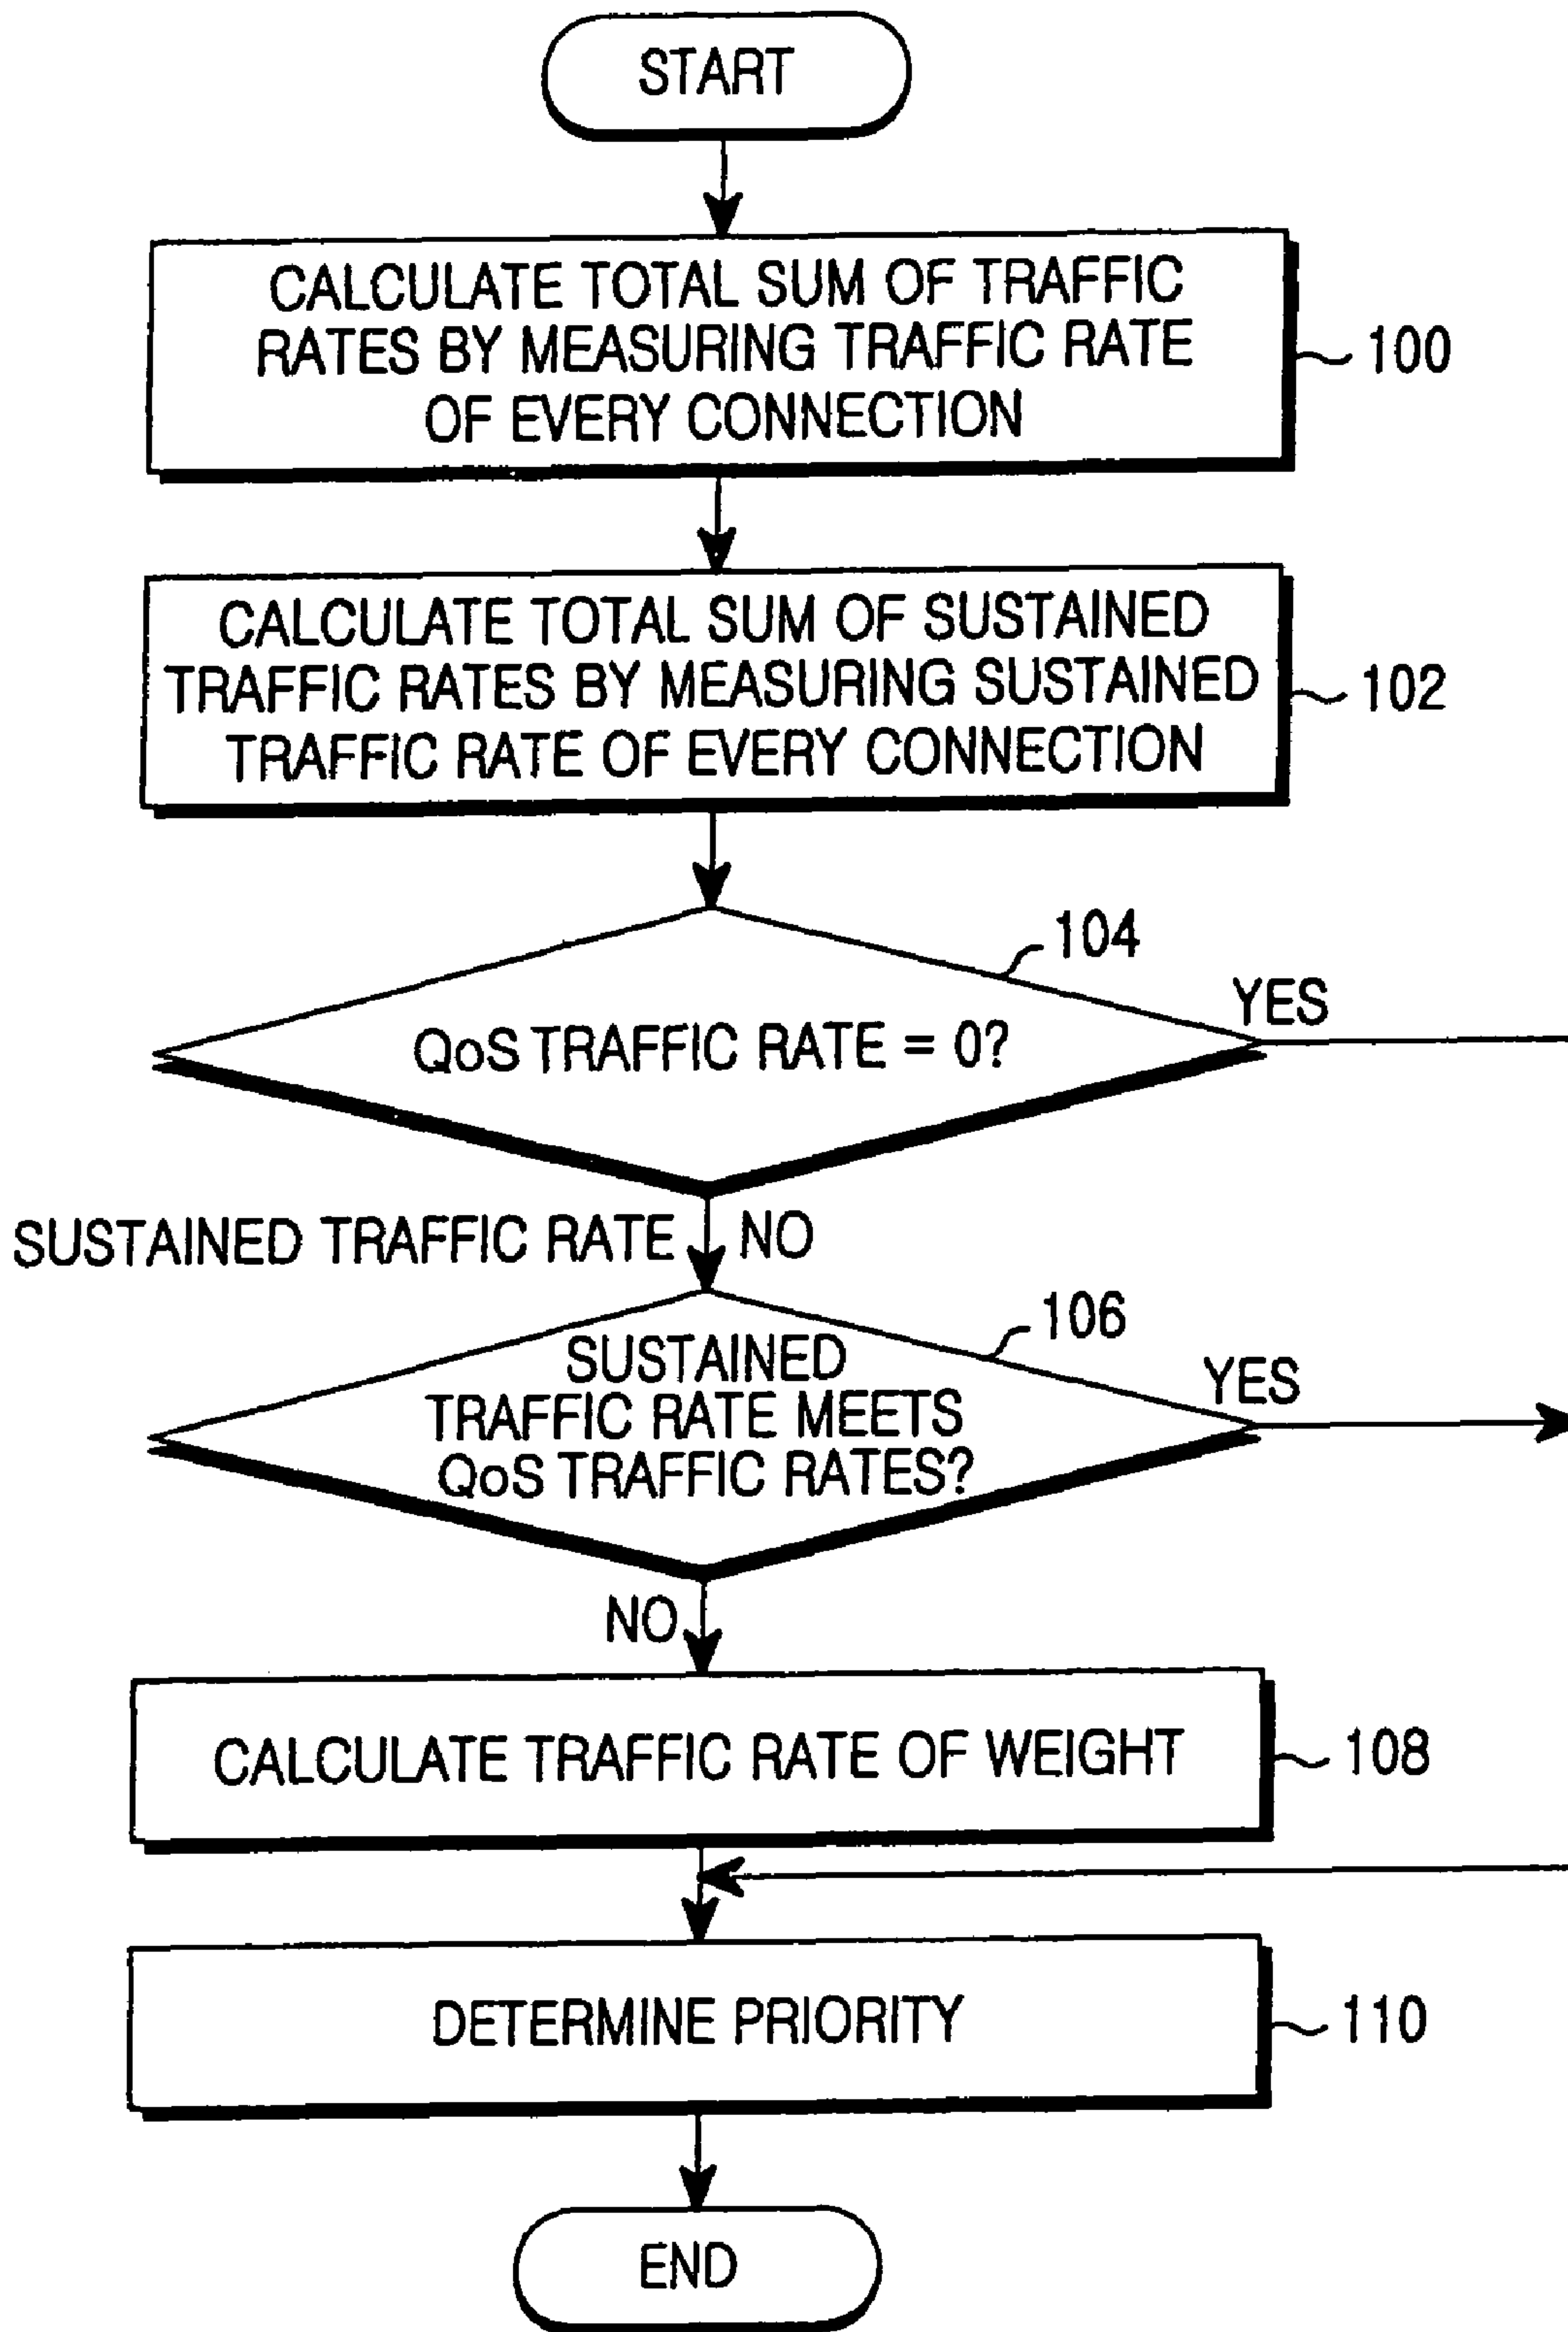 START
CALCULATE TOTAL SUM OF TRAFFIC
RATES BY MEASURING TRAFFIC RATE
OF EVERY CONNECTION
100
CALCULATE TOTAL SUM OF SUSTAINED
TRAFFIC RATES BY MEASURING SUSTAINED
TRAFFIC RATE OF EVERY CONNECTION
102
104
YES
QoS TRAFFIC RATE = 0?
SUSTAINED TRAFFIC RATE
NO
106
YES
SUSTAINED
TRAFFIC RATE MEETS
QoS TRAFFIC RATES?
NO
CALCULATE TRAFFIC RATE OF WEIGHT
108
DETERMINE PRIORITY
110
END